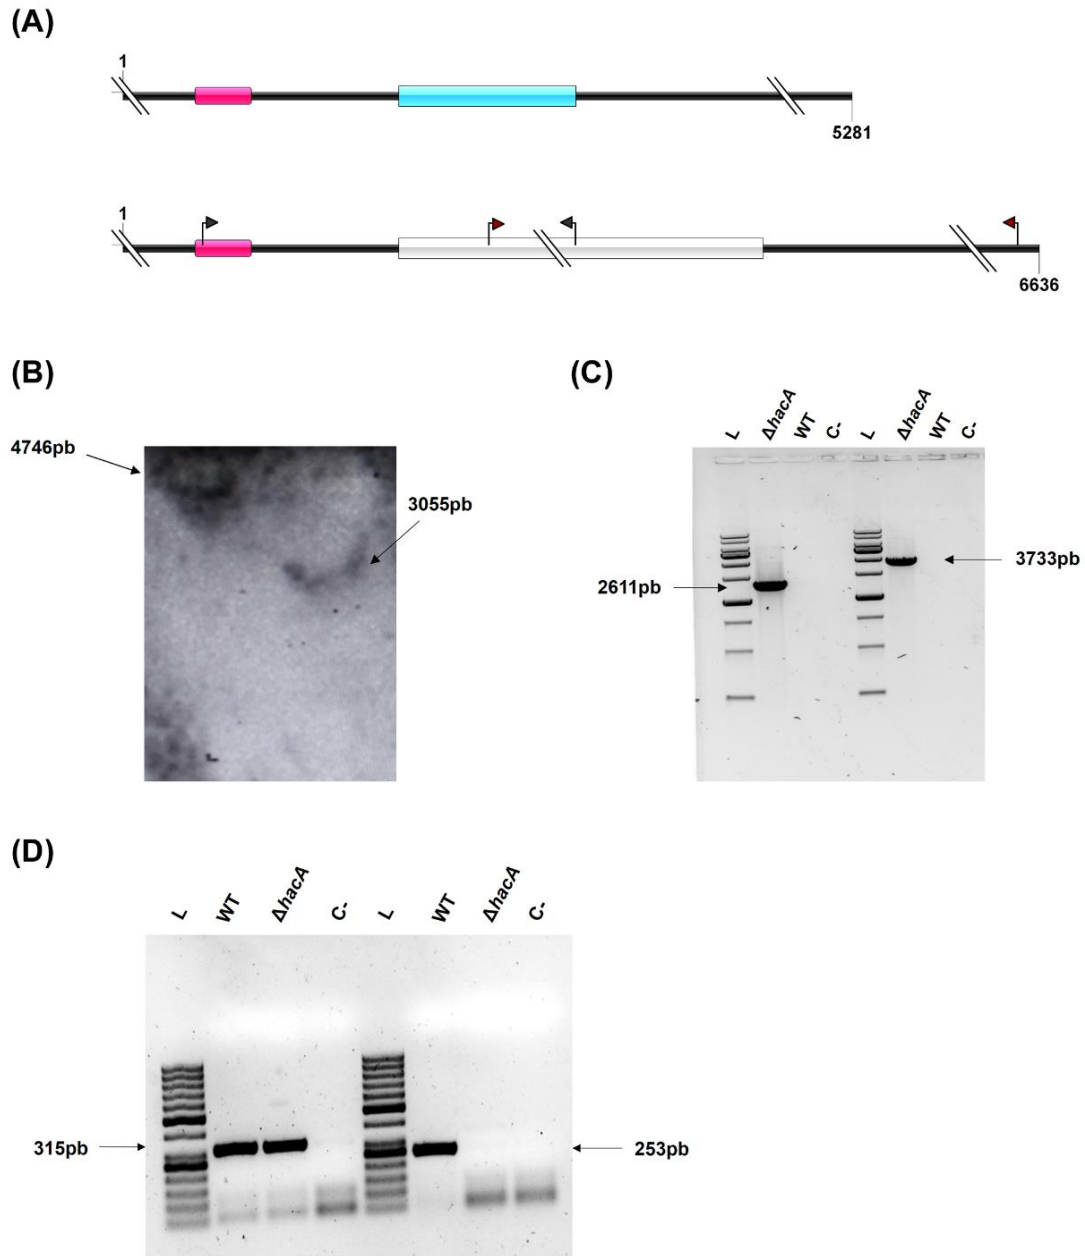 (A)
1
5281
1
6636
(B)
4746pb
3055pb
(C)
L ΔhacA WT C- L ΔhacA WT C-
2611pb
3733pb
(D)
L WT ΔhacA C- L WT ΔhacA C-
315pb
253pb